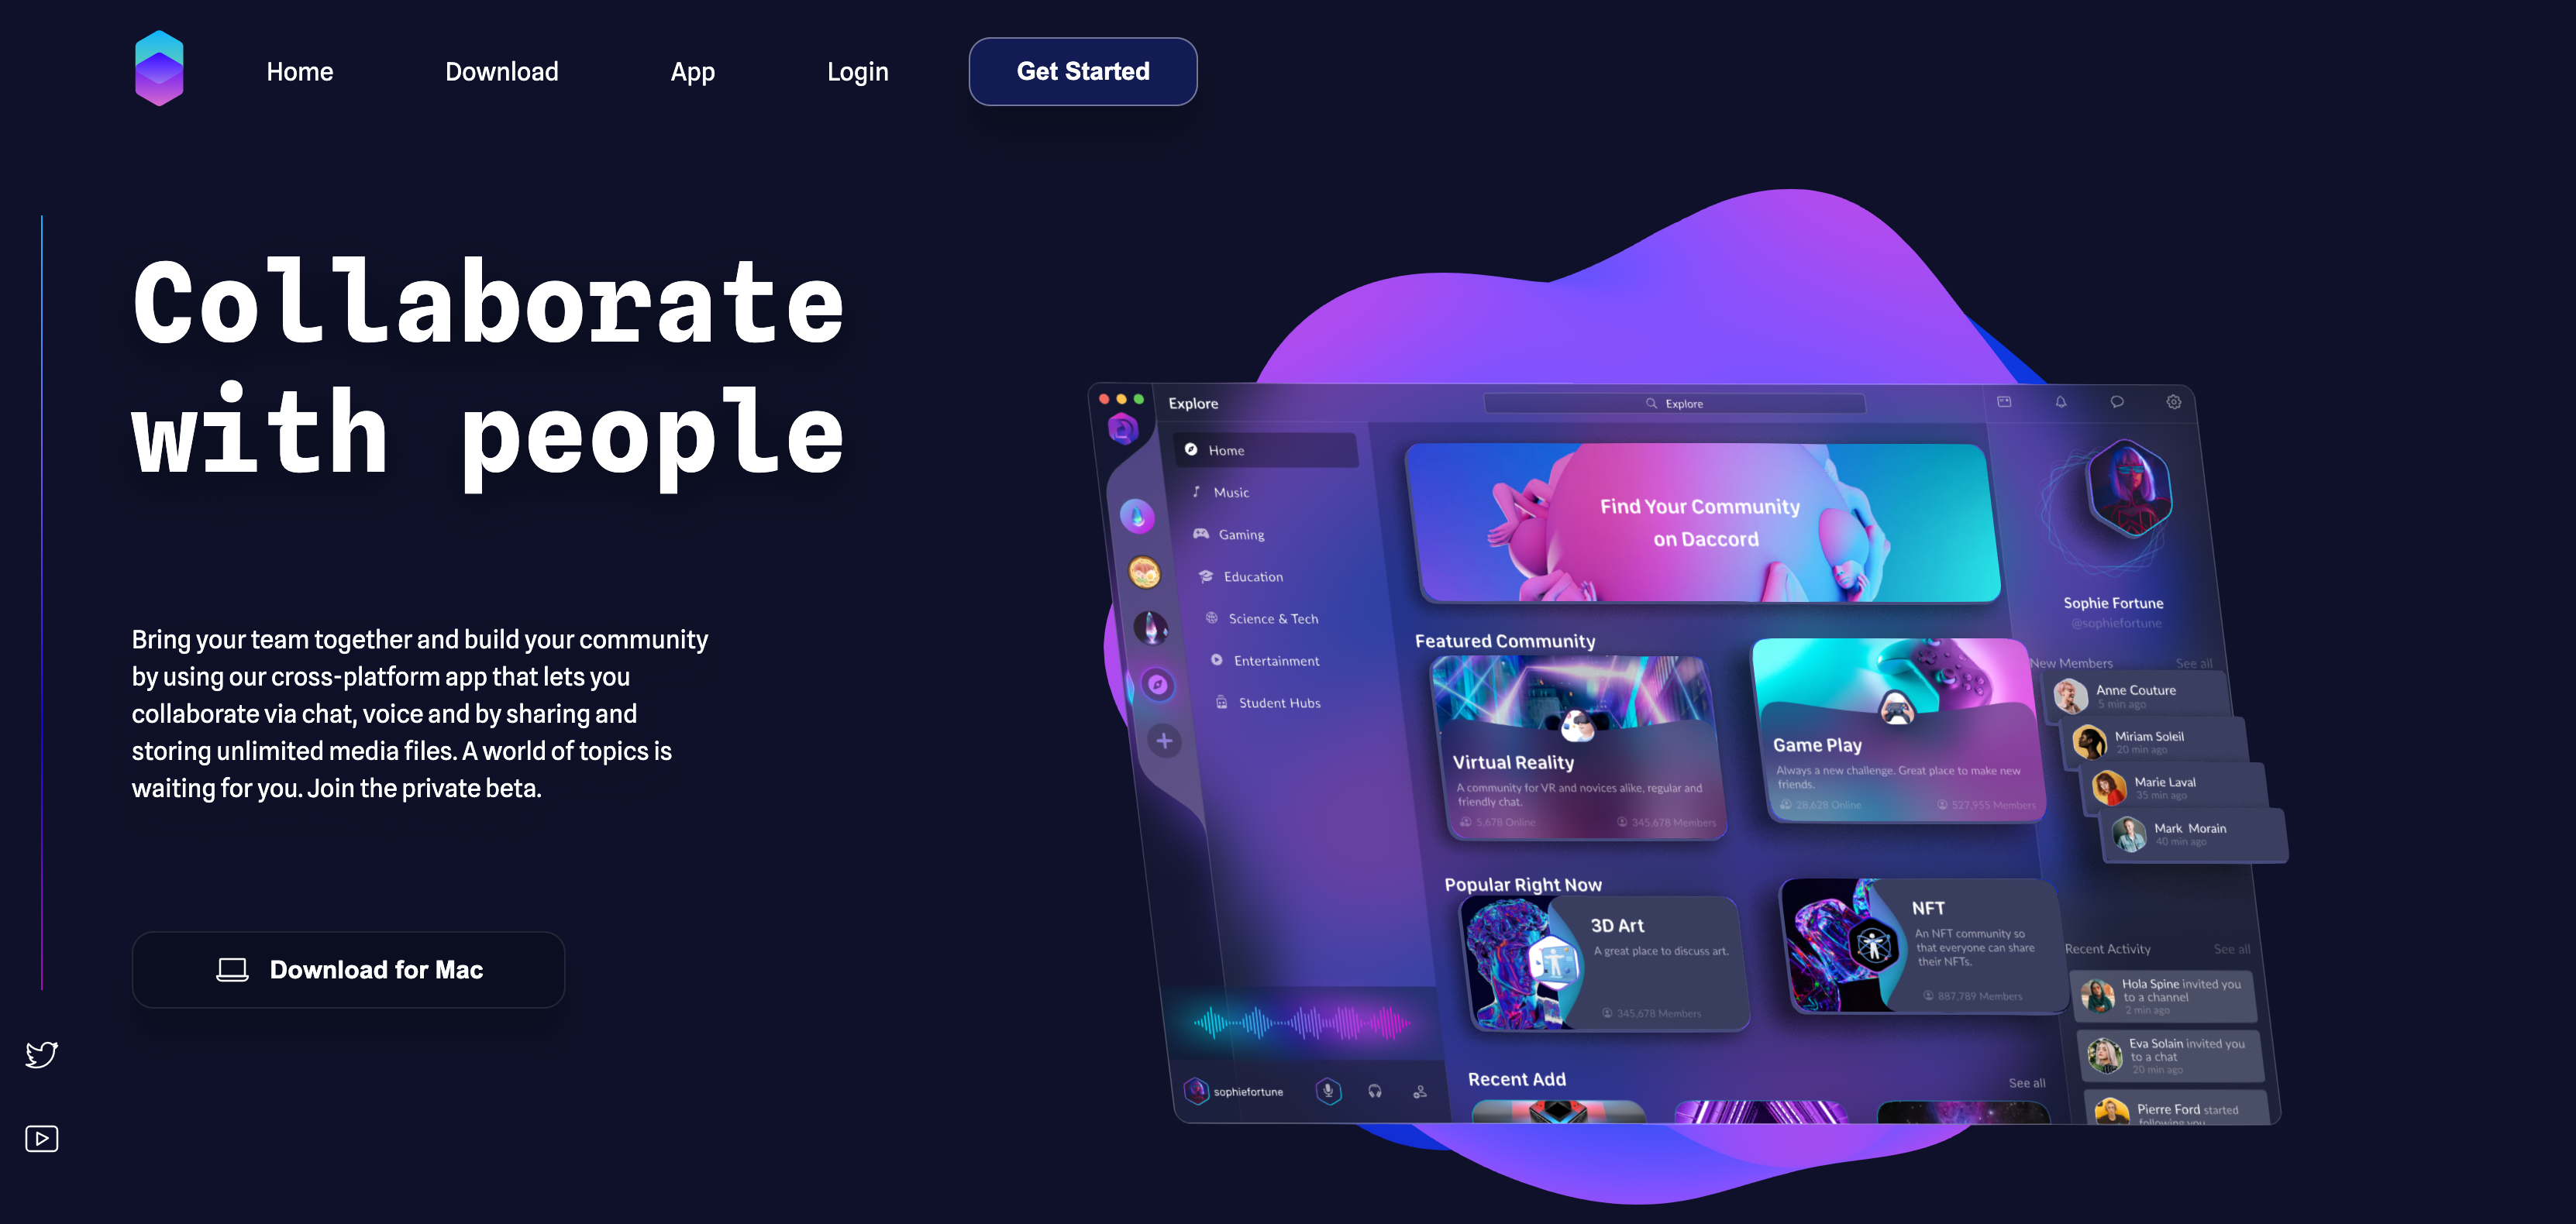 Home
Download
App
Login
Get Started
Collaborate
with people
Bring your team together and build your community
by using our cross-platform app that lets you
collaborate via chat, voice and by sharing and
storing unlimited media files. A world of topics is
waiting for you. Join the private beta.
Download for Mac
Explore
Explore
Home
Music
Gaming
Education
Science & Tech
Entertainment
Student Hubs
sophiefortune
Find Your Community
on Daccord
Featured Community
Virtual Reality
A community for VR and novices alike, regular and
friendly chat.
5,678 Online
345,678 Members
Game Play
Always a new challenge. Great place to make new
friends.
28,628 Online
527,955 Members
Popular Right Now
3D Art
A great place to discuss art.
345,678 Members
NFT
An NFT community so
that everyone can share
their NFTs.
887,789 Members
Recent Add
See all
Sophie Fortune
@sophiefortune
New Members
See all
Anne Couture
5 min ago
Miriam Soleil
20 min ago
Marie Laval
35 min ago
Mark Morain
40 min ago
Recent Activity
See all
Hola Spine invited you
to a channel
2 min ago
Eva Solain invited you
to a chat
20 min ago
Pierre Ford started
following you